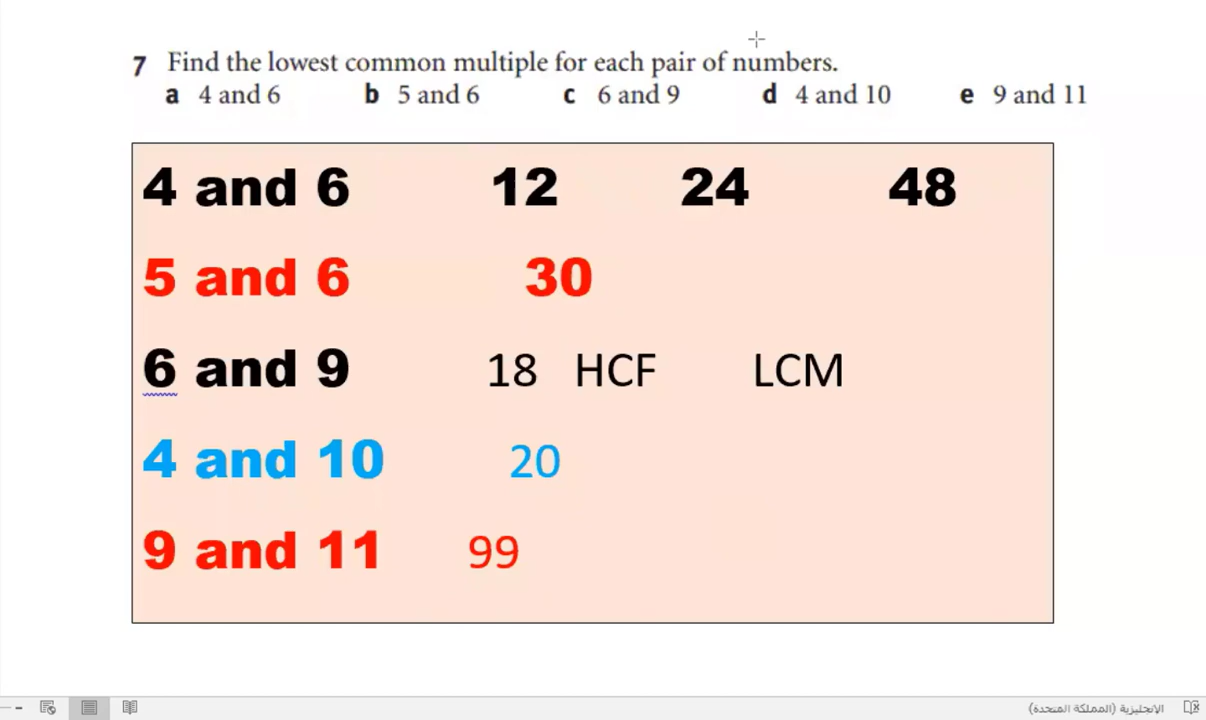 7 Find the lowest common multiple for each pair of numbers.
a 4 and 6 b 5 and 6 c 6 and 9 d 4 and 10 e 9 and 11
4 and 6 12 24 48
5 and 6 30
6 and 9 18 HCF LCM
4 and 10 20
9 and 11 99
الإنجليزية (المملكة المتحدة)